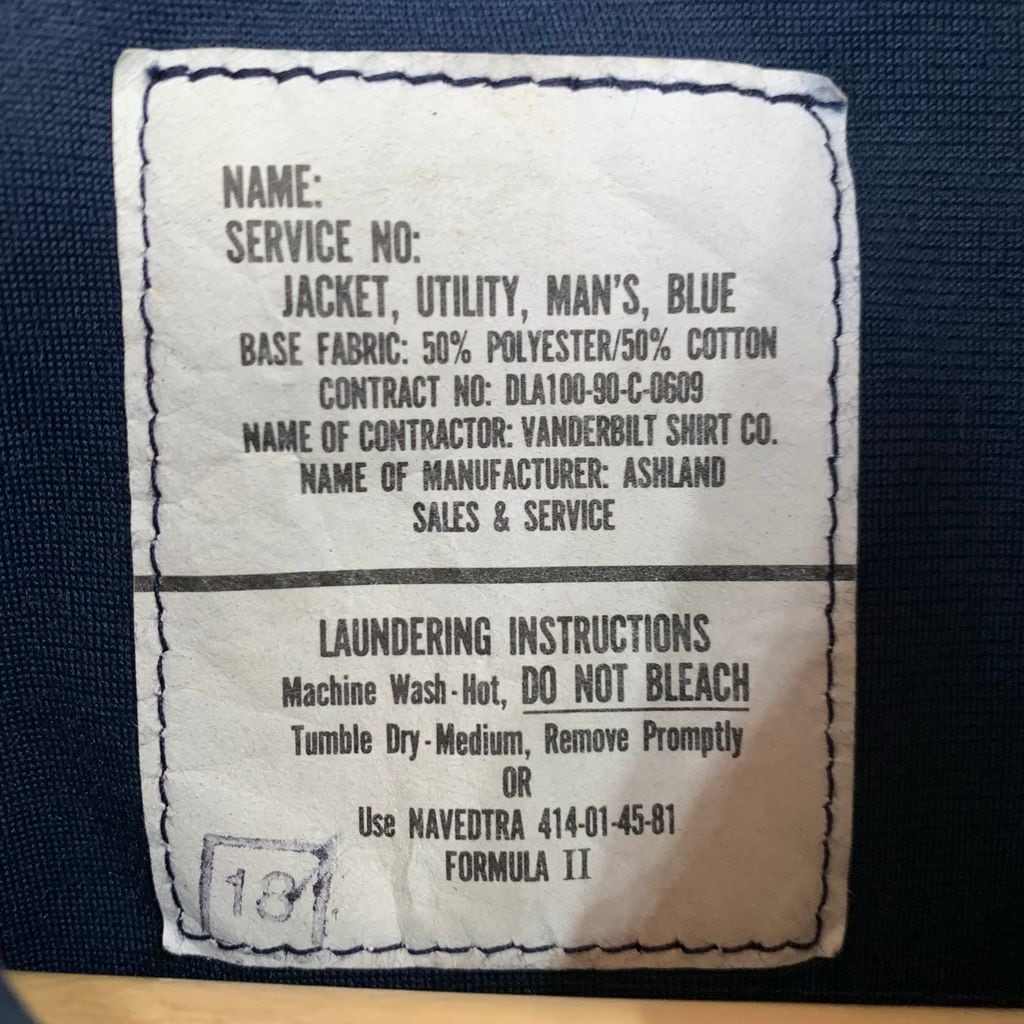 NAME:
SERVICE NO:
JACKET, UTILITY, MAN'S, BLUE
BASE FABRIC: 50% POLYESTER/50% COTTON
CONTRACT NO: DLA100-90-C-0609
NAME OF CONTRACTOR: VANDERBILT SHIRT CO.
NAME OF MANUFACTURER: ASHLAND
SALES & SERVICE
LAUNDERING INSTRUCTIONS
Machine Wash-Hot, DO NOT BLEACH
Tumble Dry-Medium, Remove Promptly
OR
Use NAVEDTRA 414-01-45-81
FORMULA II